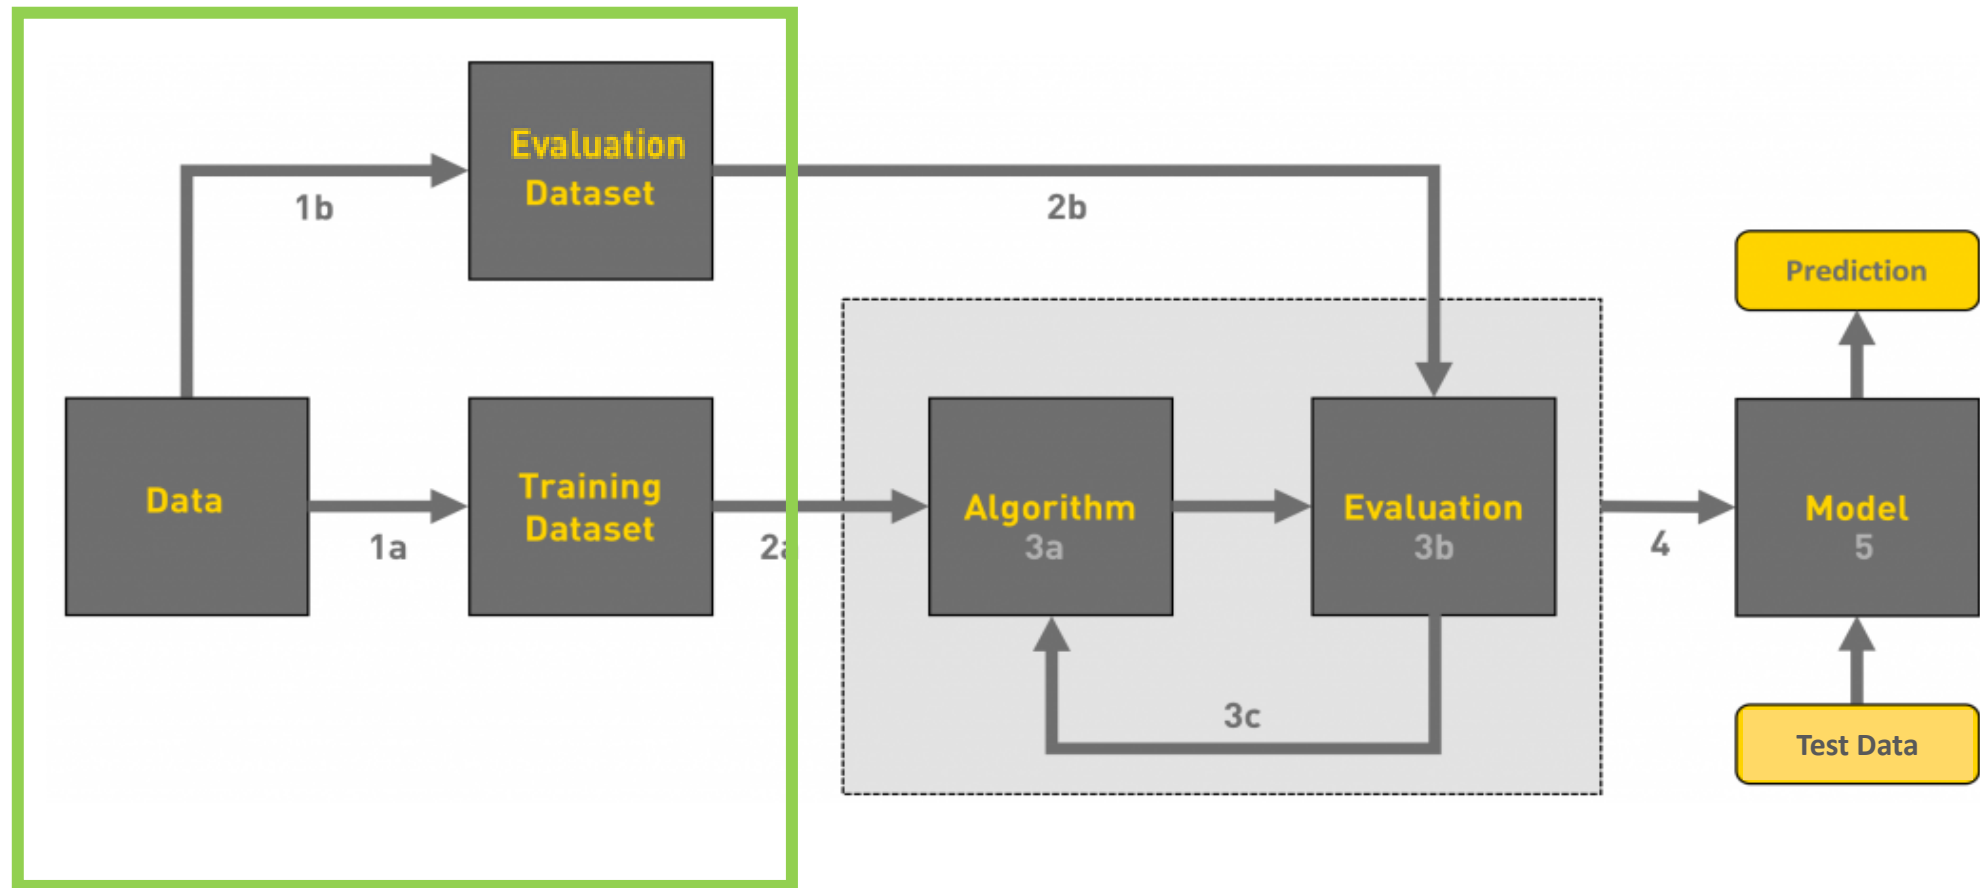 Evaluation
Dataset
1b
2b
Prediction
Data
Training
Dataset
1a
2a
Algorithm
3a
Evaluation
3b
4
Model
5
3c
Test Data